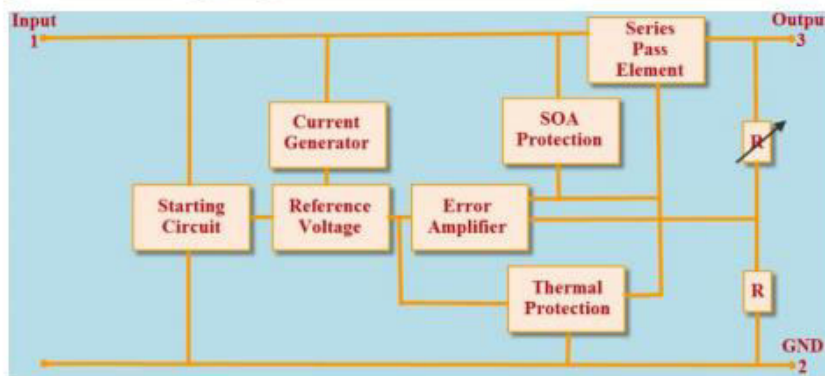 Input
1
Series
Pass
Element
Output
3
Current
Generator
SOA
Protection
R
Starting
Circuit
Reference
Voltage
Error
Amplifier
Thermal
Protection
R
GND
2